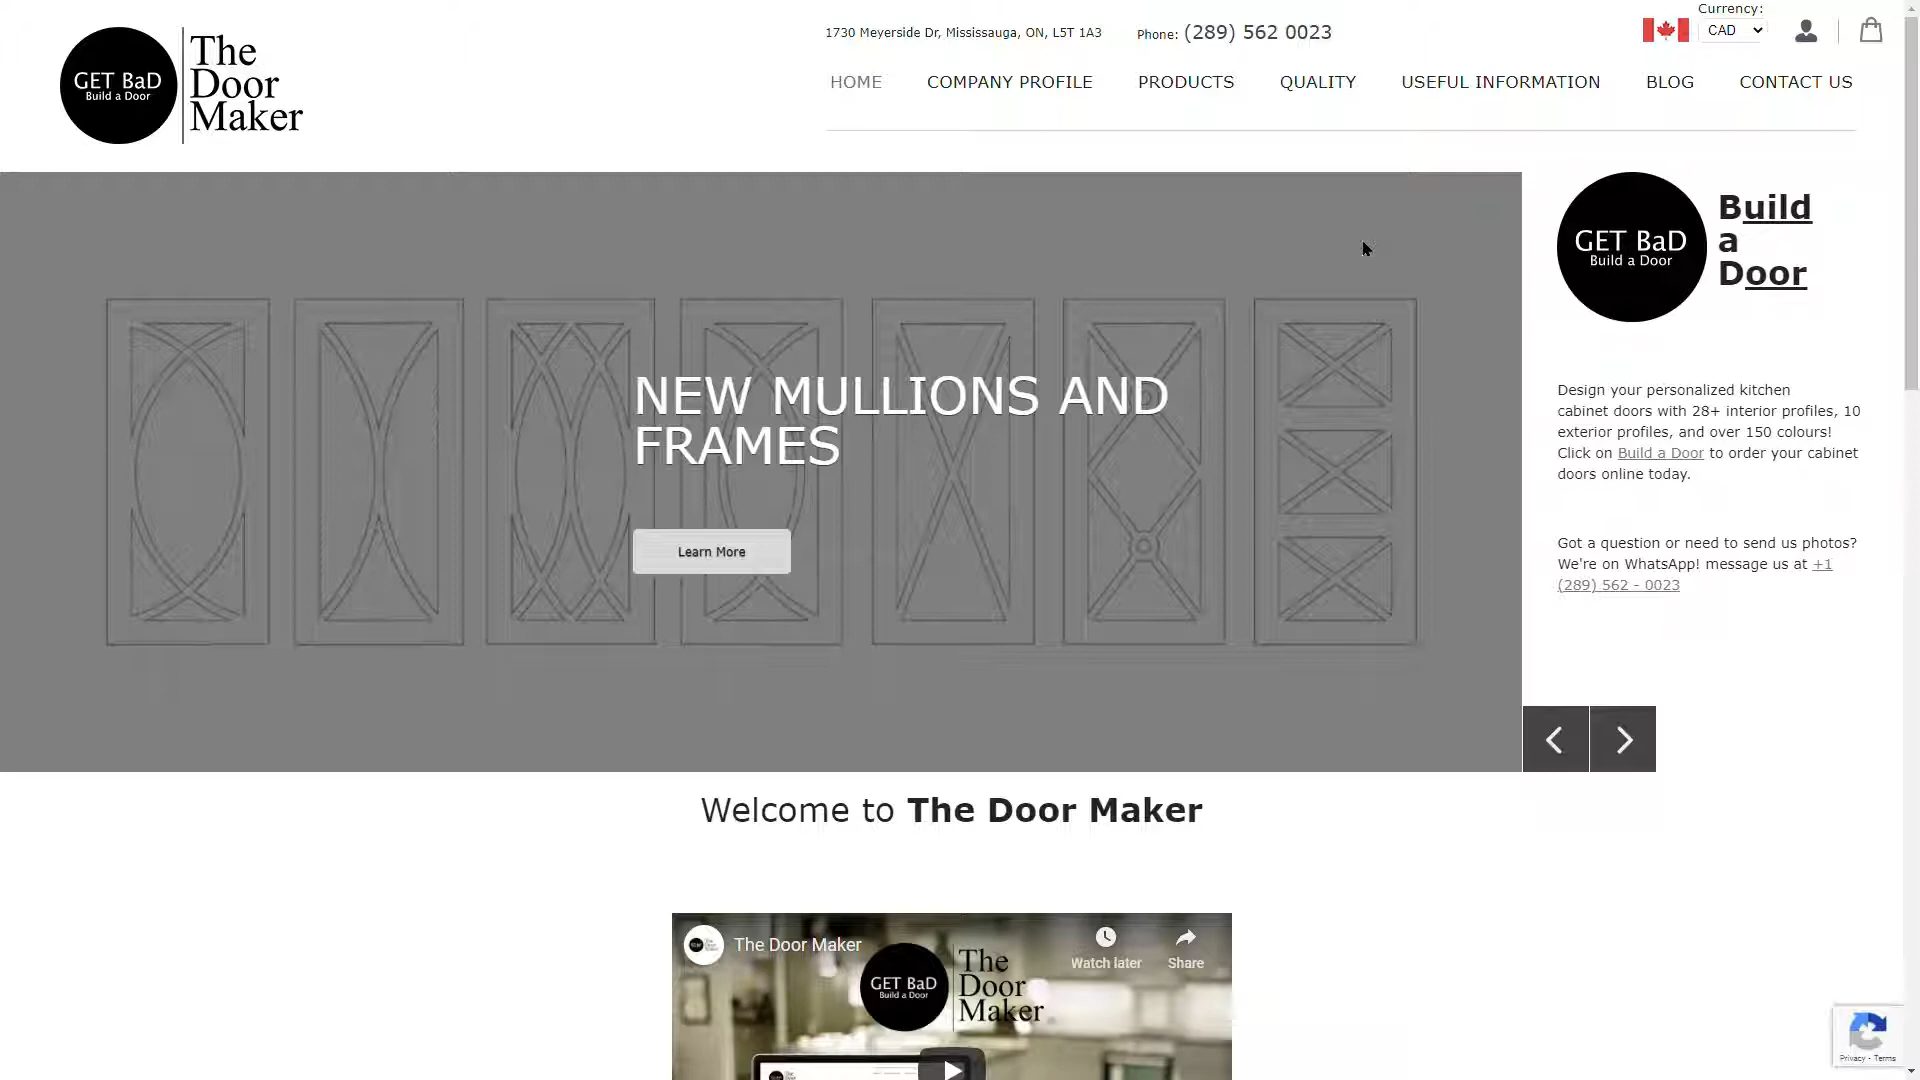 GET BaD
Build a Door
The
Door
Maker
1730 Meyerside Dr, Mississauga, ON, L5T 1A3
Phone: (289) 562 0023
Currency:
CAD
HOME
COMPANY PROFILE
PRODUCTS
QUALITY
USEFUL INFORMATION
BLOG
CONTACT US
NEW MULLIONS AND
FRAMES
Learn More
GET BaD
Build a Door
Build
a
Door
Design your personalized kitchen
cabinet doors with 28+ interior profiles, 10
exterior profiles, and over 150 colours!
Click on Build a Door to order your cabinet
doors online today.
Got a question or need to send us photos?
We're on WhatsApp! message us at +1
(289) 562 - 0023
Welcome to The Door Maker
The Door Maker
Watch later
Share
GET BaD
Build a Door
The
Door
Maker
Privacy - Terms